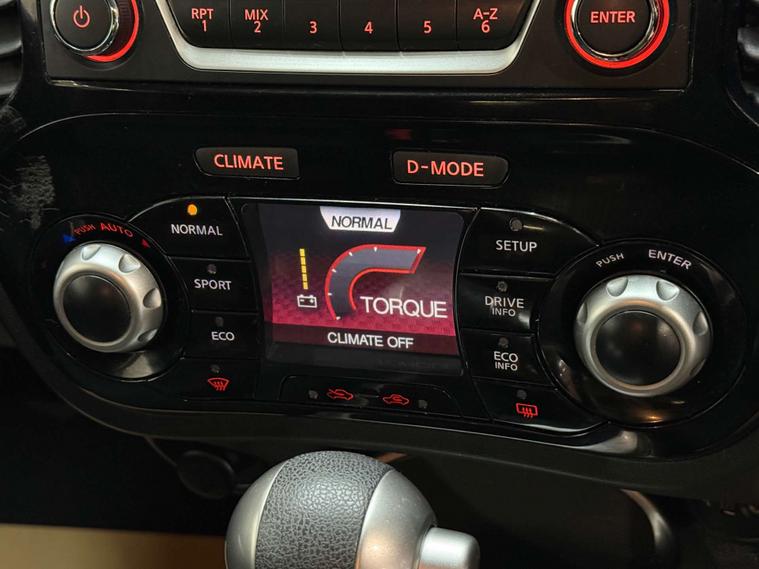 RPT
1
MIX
2
3
4
5
A-Z
6
ENTER
CLIMATE
D-MODE
PUSH AUTO
NORMAL
SPORT
ECO
NORMAL
TORQUE
CLIMATE OFF
SETUP
DRIVE
INFO
ECO
INFO
PUSH ENTER